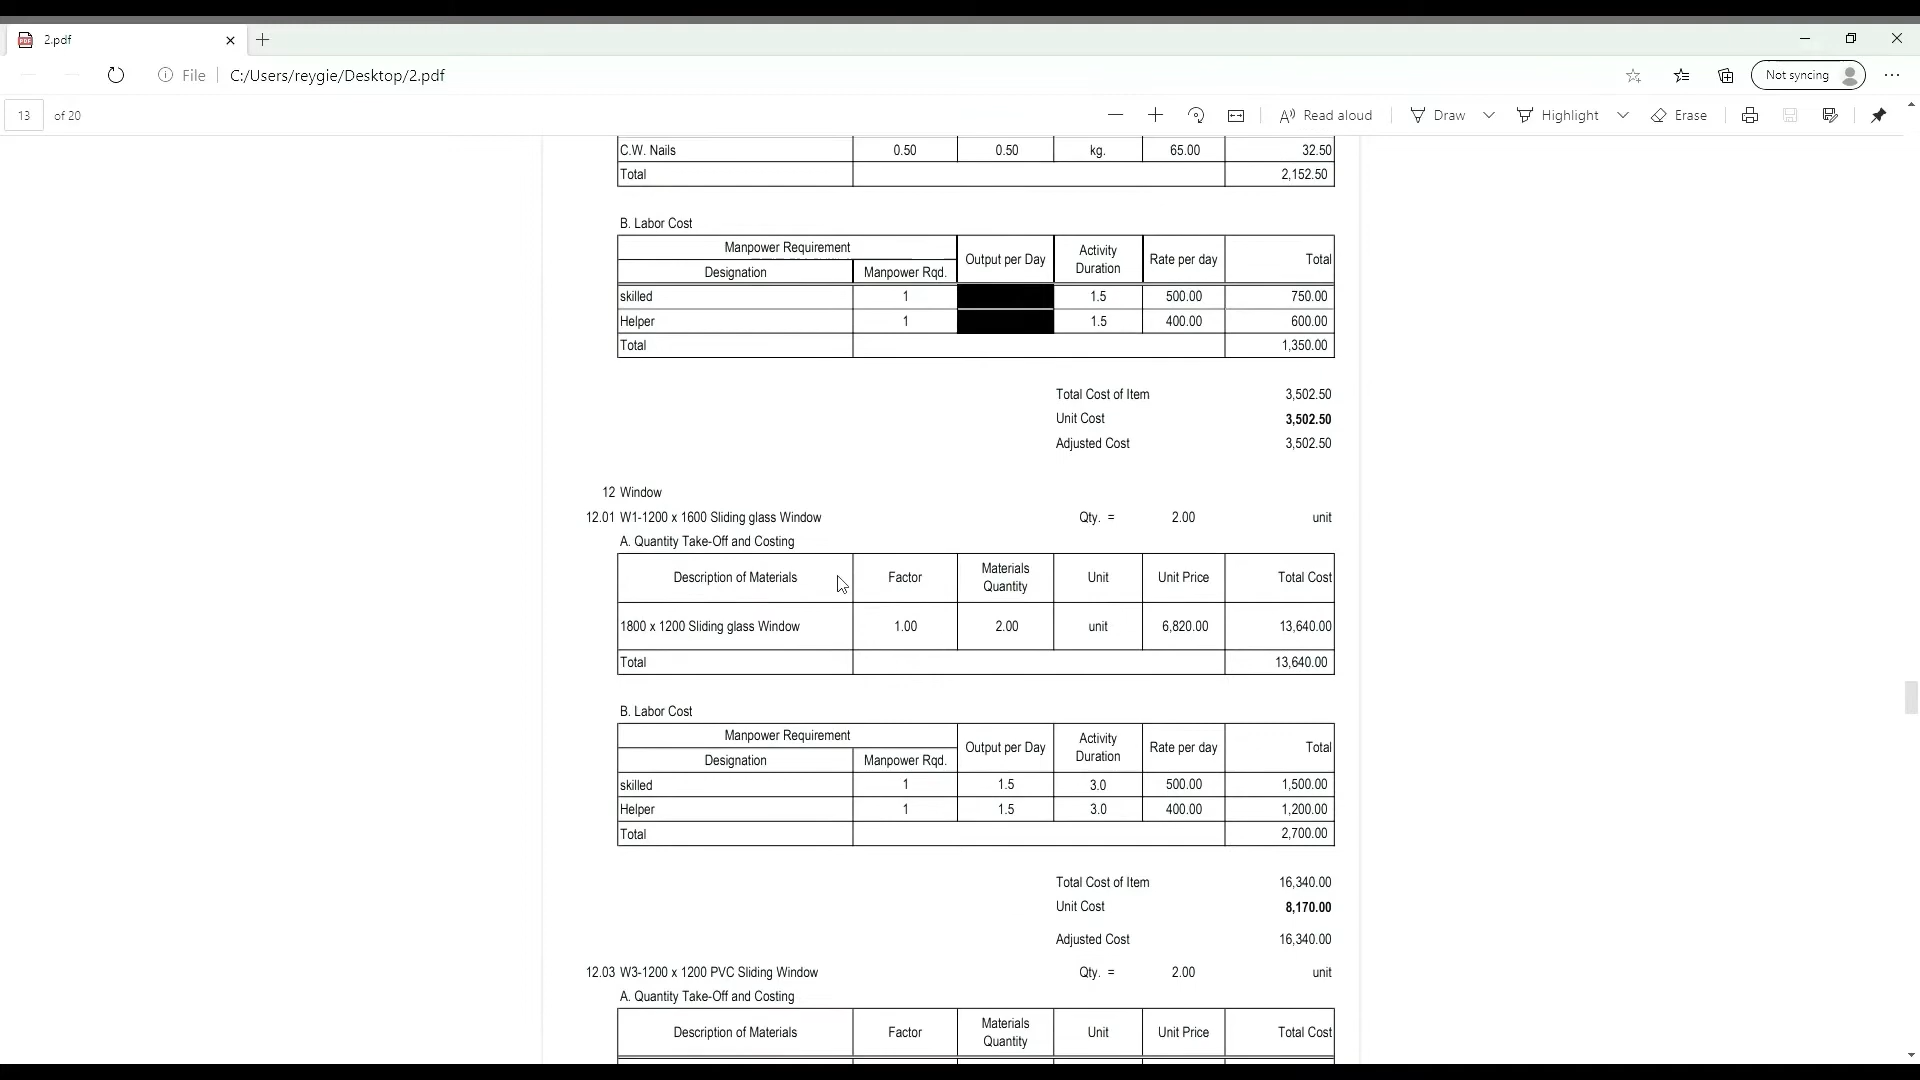 2.pdf
File C:/Users/reygie/Desktop/2.pdf Not syncing
13 of 20 Read aloud Draw Highlight Erase
C.W. Nails 0.50 0.50 kg. 65.00 32.50
Total 2,152.50
B. Labor Cost
Manpower Requirement Output per Day Activity Duration Rate per day Total
Designation Manpower Rqd.
skilled 1 1.5 500.00 750.00
Helper 1 1.5 400.00 600.00
Total 1,350.00
Total Cost of Item 3,502.50
Unit Cost 3,502.50
Adjusted Cost 3,502.50
12 Window
12.01 W1-1200 x 1600 Sliding glass Window Qty. = 2.00 unit
A. Quantity Take-Off and Costing
Description of Materials Factor Materials Quantity Unit Unit Price Total Cost
1800 x 1200 Sliding glass Window 1.00 2.00 unit 6,820.00 13,640.00
Total 13,640.00
B. Labor Cost
Manpower Requirement Output per Day Activity Duration Rate per day Total
Designation Manpower Rqd.
skilled 1 1.5 3.0 500.00 1,500.00
Helper 1 1.5 3.0 400.00 1,200.00
Total 2,700.00
Total Cost of Item 16,340.00
Unit Cost 8,170.00
Adjusted Cost 16,340.00
12.03 W3-1200 x 1200 PVC Sliding Window Qty. = 2.00 unit
A. Quantity Take-Off and Costing
Description of Materials Factor Materials Quantity Unit Unit Price Total Cost